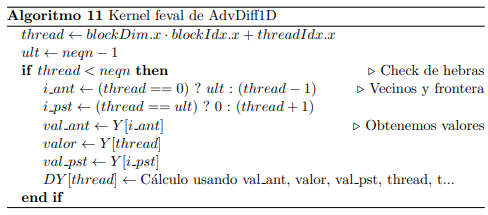 Algoritmo 11 Kernel feval de AdvDiff1D
thread ← blockDim.x · blockIdx.x + threadIdx.x
ult ← neqn − 1
if thread < neqn then ▷ Check de hebras
i_ant ← (thread == 0) ? ult : (thread − 1) ▷ Vecinos y frontera
i_pst ← (thread == ult) ? 0 : (thread + 1)
val_ant ← Y[i_ant] ▷ Obtenemos valores
valor ← Y[thread]
val_pst ← Y[i_pst]
DY[thread] ← Cálculo usando val_ant, valor, val_pst, thread, t...
end if